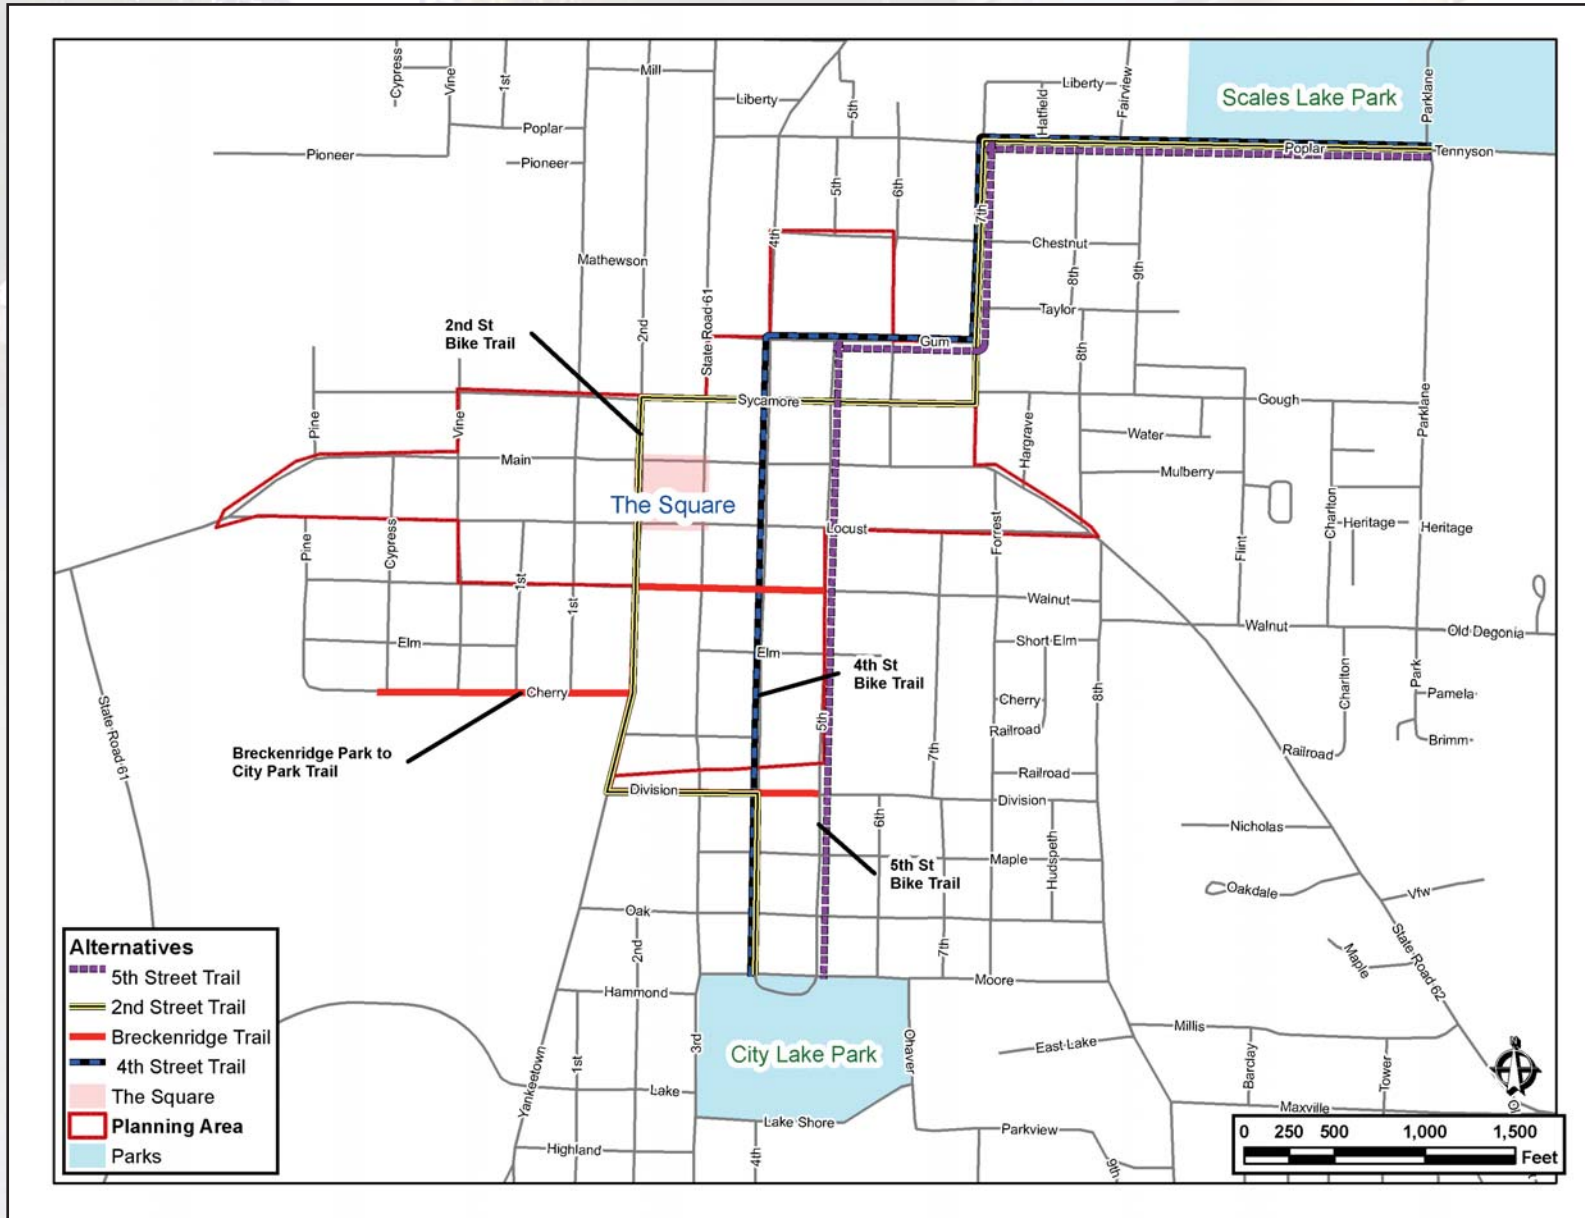 Cypress
Vine
1st
Mill
Liberty
5th
Liberty
Hatfield
Fairview
Scales Lake Park
Parklane
Pioneer
Poplar
Pioneer
Poplar
Tennyson
5th
6th
7th
4th
Mathewson
Chestnut
8th
9th
State Road 61
Taylor
2nd St
Bike Trail
2nd
Gum
8th
Sycamore
Gough
Pine
Vine
Hargrave
Water
Parklane
Main
Mulberry
The Square
Locust
Pine
Cypress
Forrest
Flint
Charlton
Heritage
Heritage
1st
1st
Walnut
Walnut
Old Degonia
Elm
Elm
Short Elm
4th St
Bike Trail
Cherry
Cherry
8th
Charlton
Park
Pamela
5th
Railroad
Brimm
State Road 61
Breckenridge Park to
City Park Trail
7th
Railroad
Railroad
Division
Division
6th
Nicholas
5th St
Bike Trail
Maple
Hudspeth
Oakdale
Vfw
Oak
2nd
7th
Maple
State Road 62
Hammond
Moore
Alternatives
5th Street Trail
2nd Street Trail
Breckenridge Trail
4th Street Trail
The Square
Planning Area
Parks
3rd
City Lake Park
Ohaver
East Lake
Millis
Barclay
Tower
Yankeetown
1st
Lake
Lake Shore
Maxville
Highland
4th
Parkview
9th
S
Ol
0 250 500 1,000 1,500
Feet